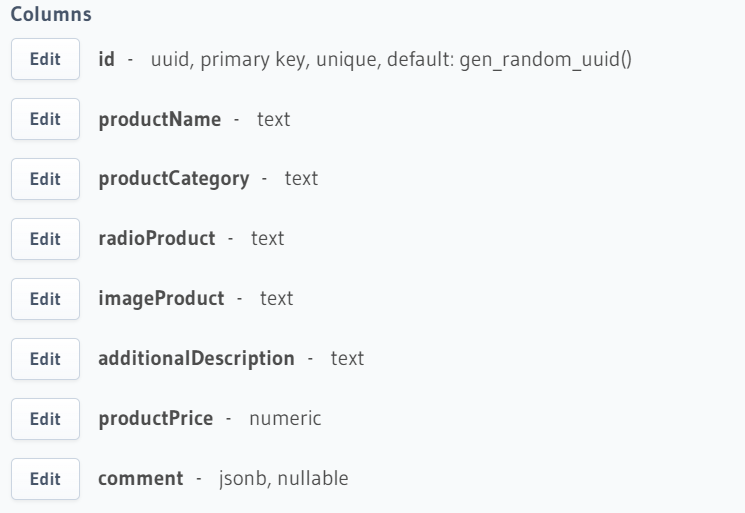 Columns
Edit id - uuid, primary key, unique, default: gen_random_uuid()
Edit productName - text
Edit productCategory - text
Edit radioProduct - text
Edit imageProduct - text
Edit additionalDescription - text
Edit productPrice - numeric
Edit comment - jsonb, nullable